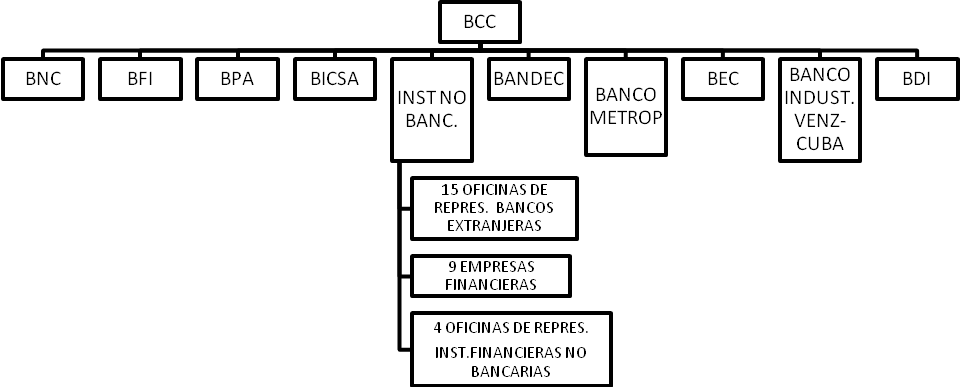 BCC
BNC
BFI
BPA
BICSA
INST NO
BANC.
BANDEC
BANCO
METROP
BEC
BANCO
INDUST.
VENZ-
CUBA
BDI
15 OFICINAS DE
REPRES. BANCOS
EXTRANJERAS
9 EMPRESAS
FINANCIERAS
4 OFICINAS DE REPRES.
INST.FINANCIERAS NO
BANCARIAS